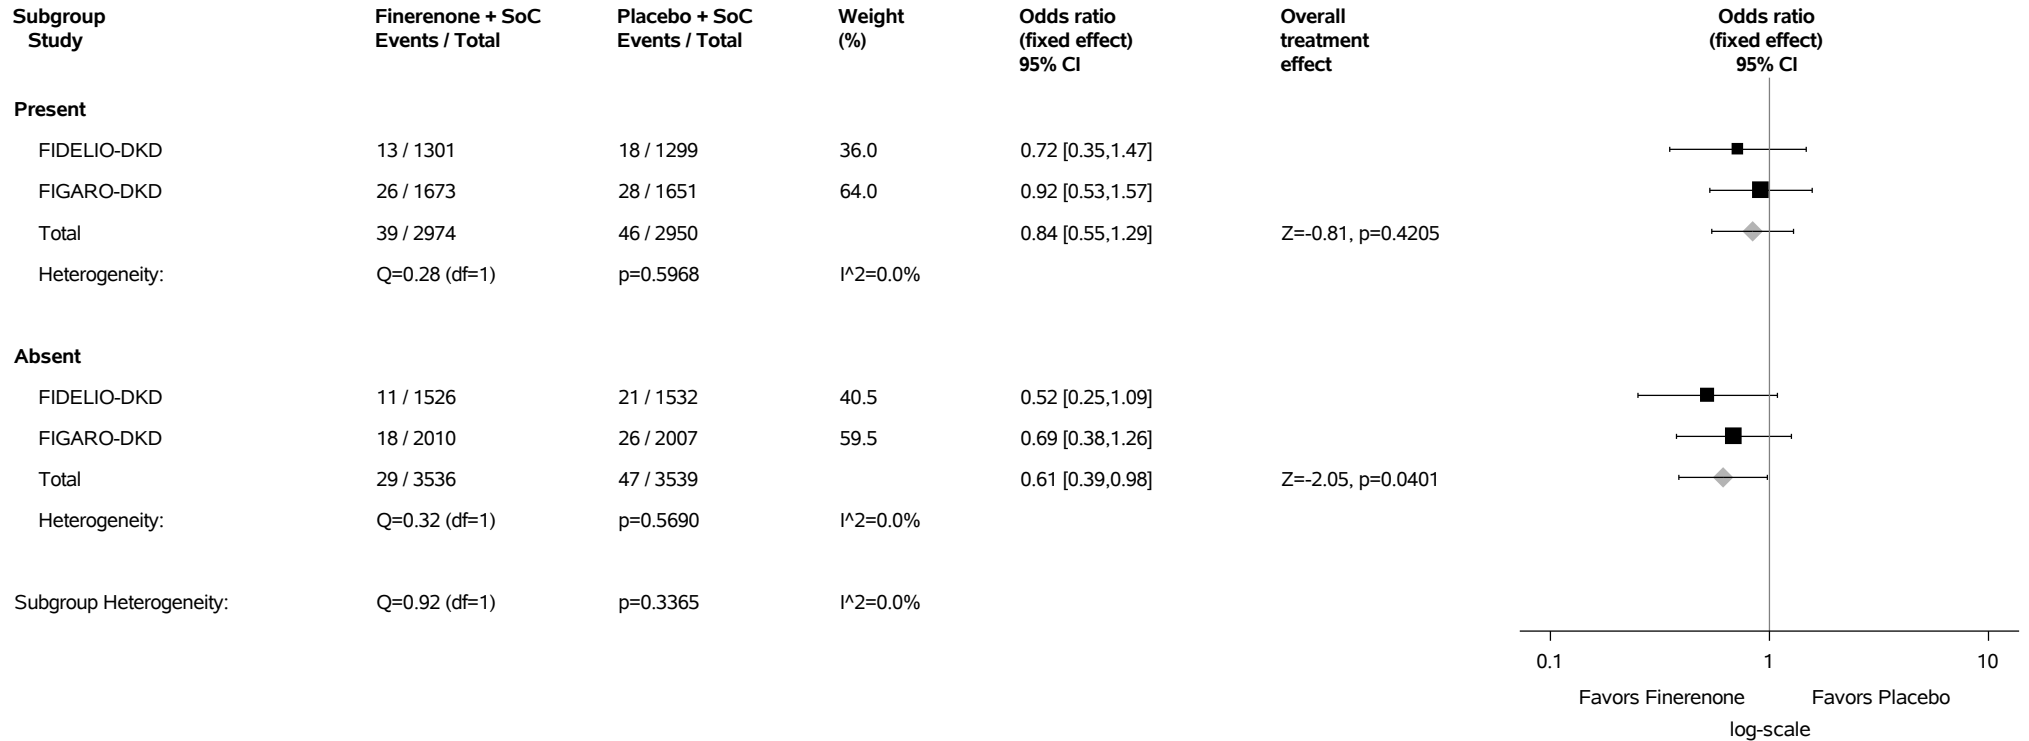 Subgroup Finerenone + SoC Placebo + SoC Weight Odds ratio Overall Odds ratio
Study Events / Total Events / Total (%) (fixed effect) treatment (fixed effect)
95% CI effect 95% CI
Present
FIDELIO-DKD 13 / 1301 18 / 1299 36.0 0.72 [0.35,1.47]
FIGARO-DKD 26 / 1673 28 / 1651 64.0 0.92 [0.53,1.57]
Total 39 / 2974 46 / 2950 0.84 [0.55,1.29] Z=-0.81, p=0.4205
Heterogeneity: Q=0.28 (df=1) p=0.5968 I^2=0.0%
Absent
FIDELIO-DKD 11 / 1526 21 / 1532 40.5 0.52 [0.25,1.09]
FIGARO-DKD 18 / 2010 26 / 2007 59.5 0.69 [0.38,1.26]
Total 29 / 3536 47 / 3539 0.61 [0.39,0.98] Z=-2.05, p=0.0401
Heterogeneity: Q=0.32 (df=1) p=0.5690 I^2=0.0%
Subgroup Heterogeneity: Q=0.92 (df=1) p=0.3365 I^2=0.0%
0.1 1 10
Favors Finerenone Favors Placebo
log-scale